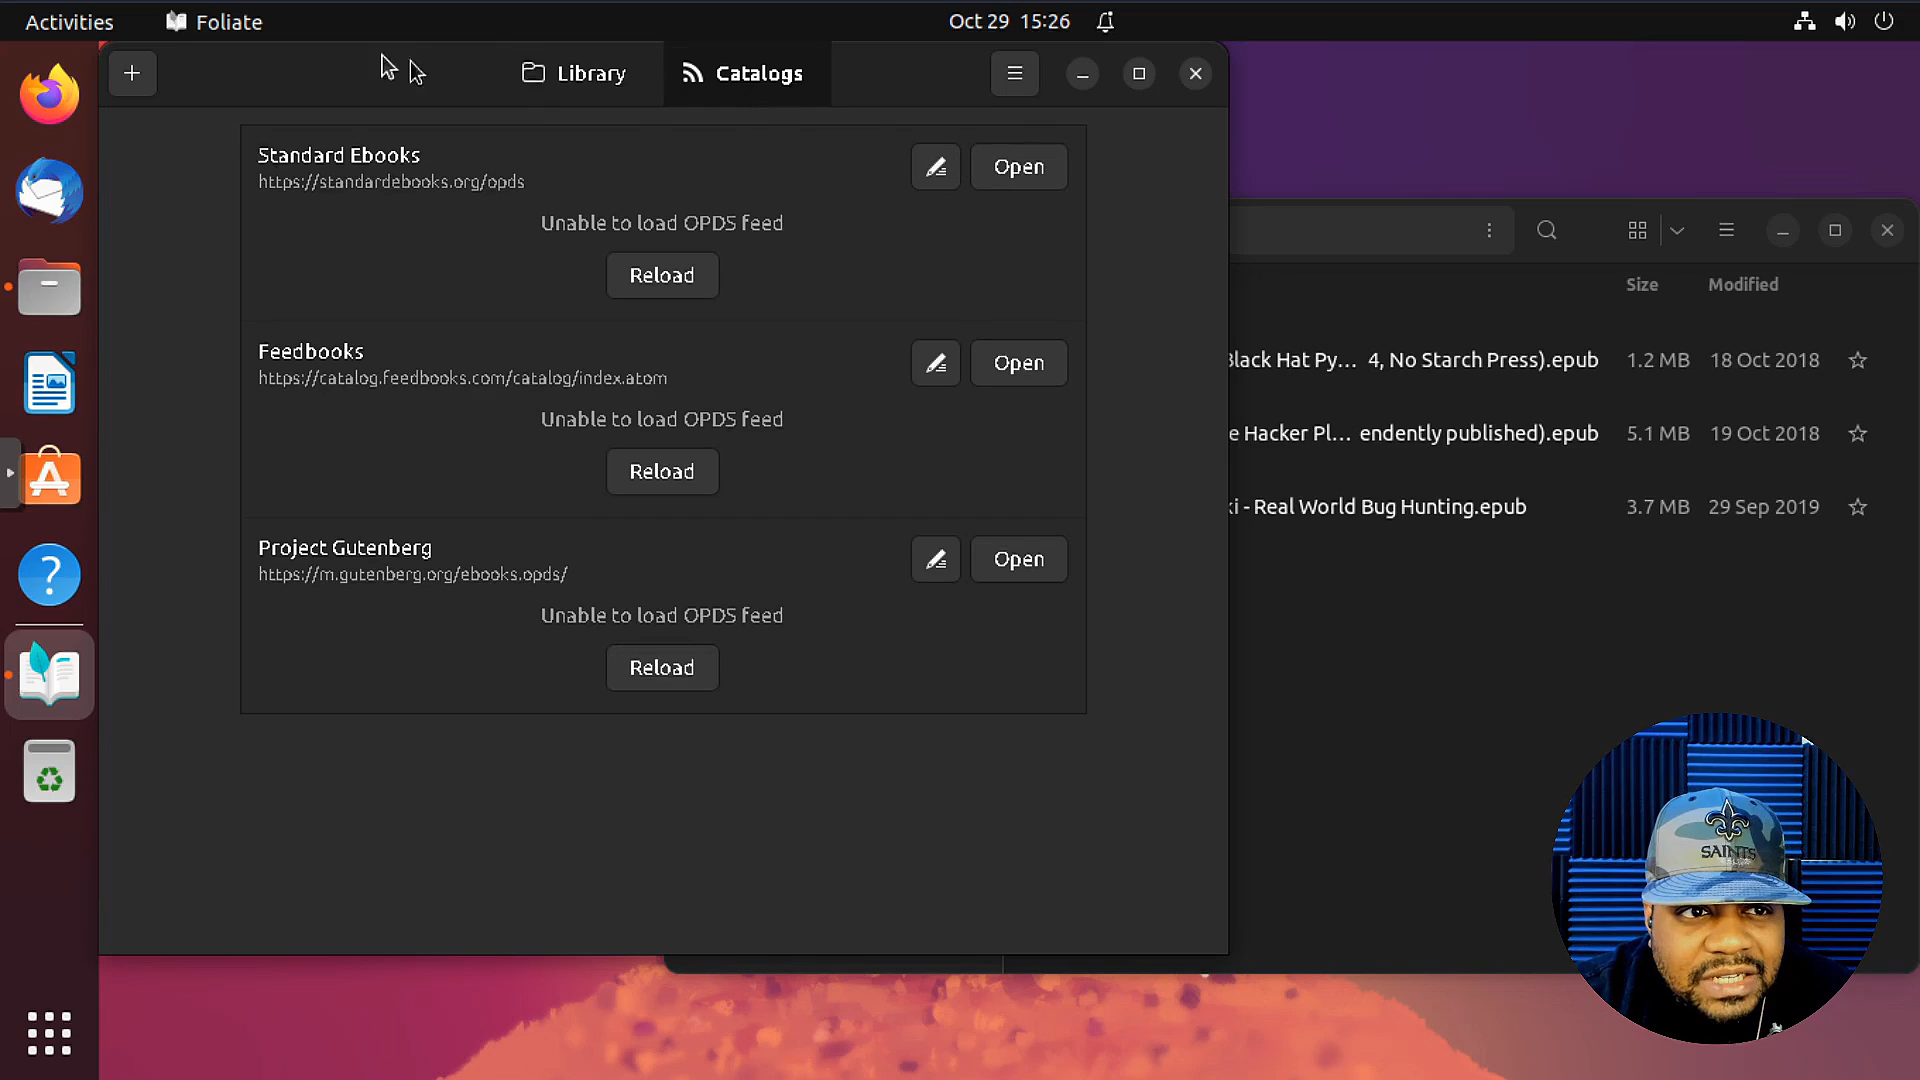 Activities
Foliate
Oct 29 15:26
Library
Catalogs
Standard Ebooks
https://standardebooks.org/opds
Open
Unable to load OPDS feed
Reload
Feedbooks
https://catalog.feedbooks.com/catalog/index.atom
Open
Unable to load OPDS feed
Reload
Project Gutenberg
https://m.gutenberg.org/ebooks.opds/
Open
Unable to load OPDS feed
Reload
Size Modified
Black Hat Py... 4, No Starch Press).epub 1.2 MB 18 Oct 2018
e Hacker Pl... endently published).epub 5.1 MB 19 Oct 2018
ki - Real World Bug Hunting.epub 3.7 MB 29 Sep 2019
SAINTS